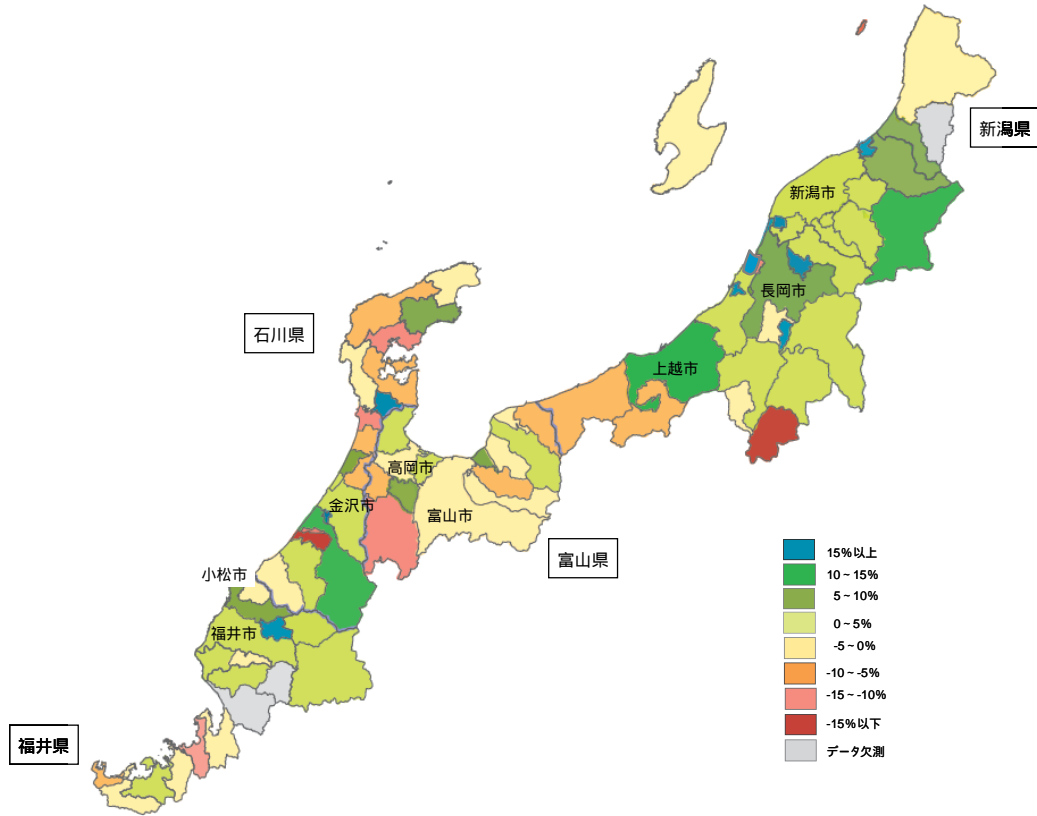 新潟県
新潟市
長岡市
石川県
上越市
高岡市
金沢市
富山市
富山県
小松市
福井市
福井県
15%以上
10~15%
5~10%
0~5%
-5~0%
-10~-5%
-15~-10%
-15%以下
データ欠測